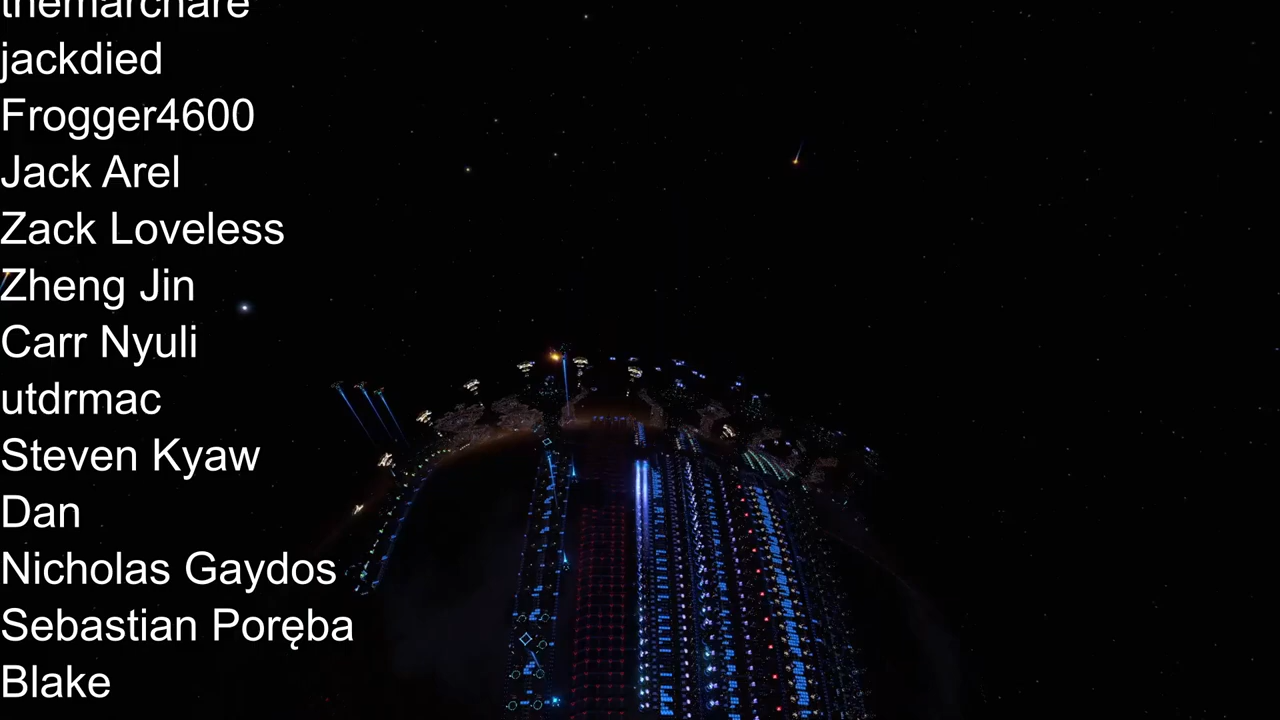 themarchare
jackdied
Frogger4600
Jack Arel
Zack Loveless
Zheng Jin
Carr Nyuli
utdrmac
Steven Kyaw
Dan
Nicholas Gaydos
Sebastian Poręba
Blake